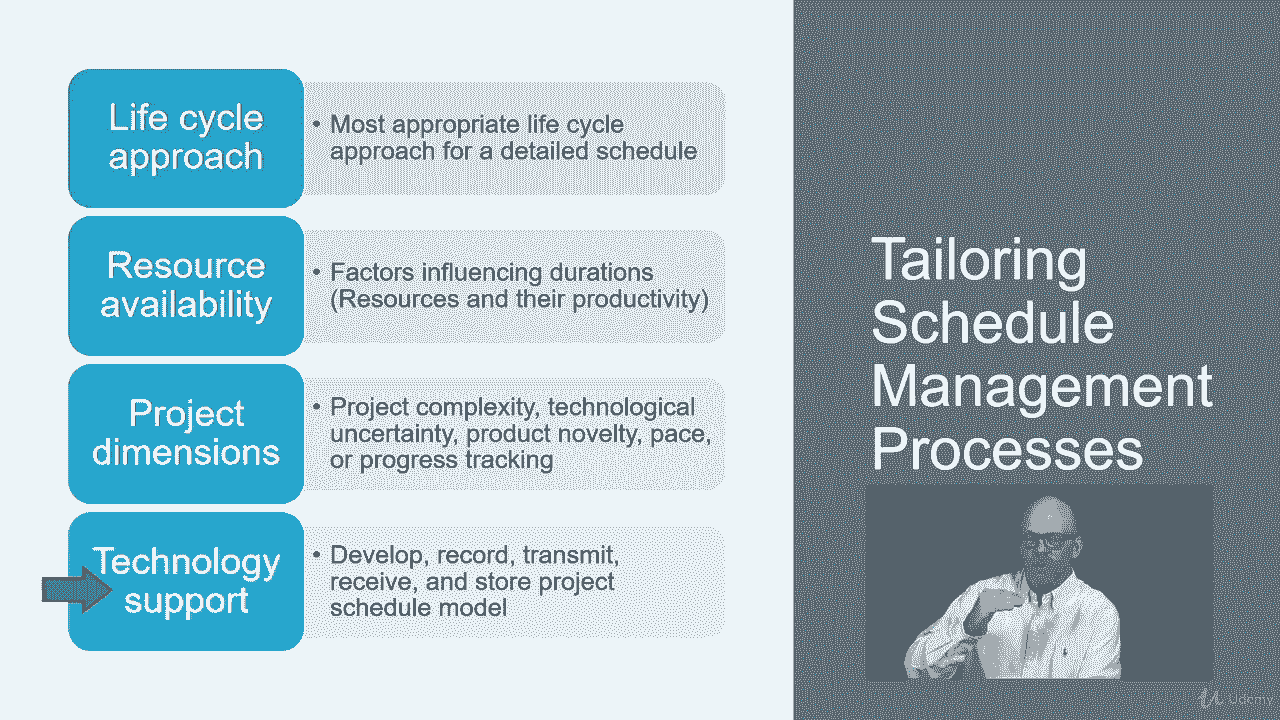 Life cycle
approach
• Most appropriate life cycle
approach for a detailed schedule
Resource
availability
• Factors influencing durations
(Resources and their productivity)
Project
dimensions
• Project complexity, technological
uncertainty, product novelty, pace,
or progress tracking
Technology
support
• Develop, record, transmit,
receive, and store project
schedule model
Tailoring
Schedule
Management
Processes
Udemy